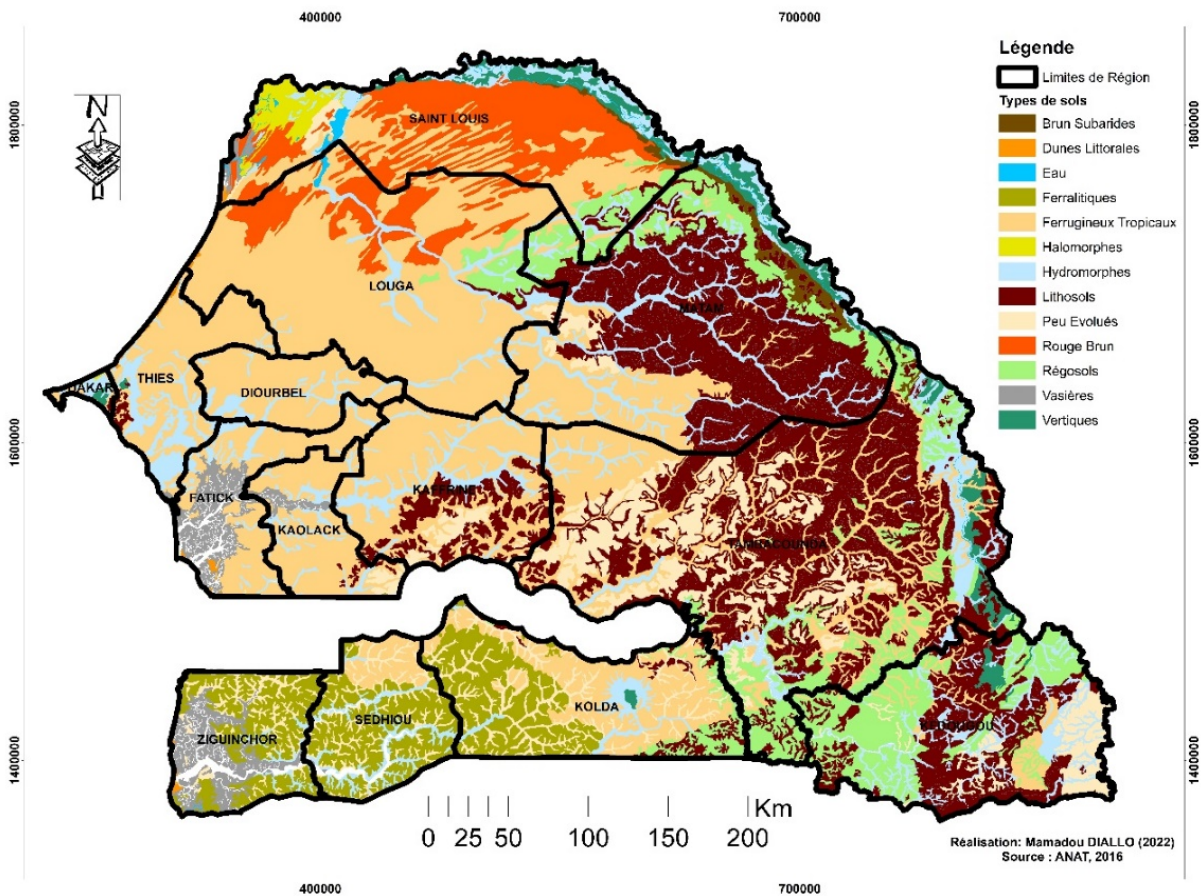 400000
700000
1800000
1800000
1600000
1600000
1400000
1400000
N
Légende
Limites de Région
Types de sols
Brun Subarides
Dunes Littorales
Eau
Ferralitiques
Ferrugineux Tropicaux
Halomorphes
Hydromorphes
Lithosols
Peu Evolués
Rouge Brun
Régosols
Vasières
Vertiques
SAINT LOUIS
LOUGA
MATAM
DAKAR
THIES
DIOURBEL
FATICK
KAOLACK
KAFFRINE
TAMBACOUNDA
KOLDA
SEDHIOU
ZIGUINCHOR
KEDOUGOU
0 25 50 100 150 200 Km
Réalisation: Mamadou DIALLO (2022)
Source : ANAT, 2016
400000
700000